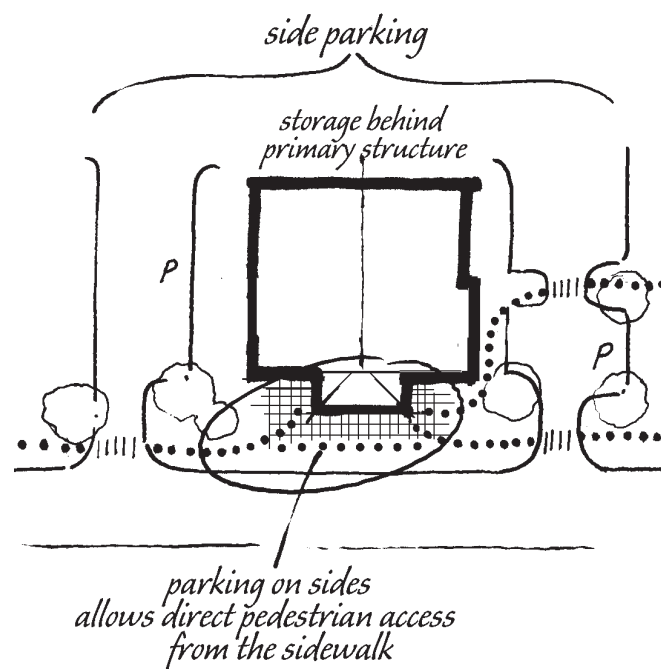 side parking
storage behind
primary structure
P
P
parking on sides
allows direct pedestrian access
from the sidewalk